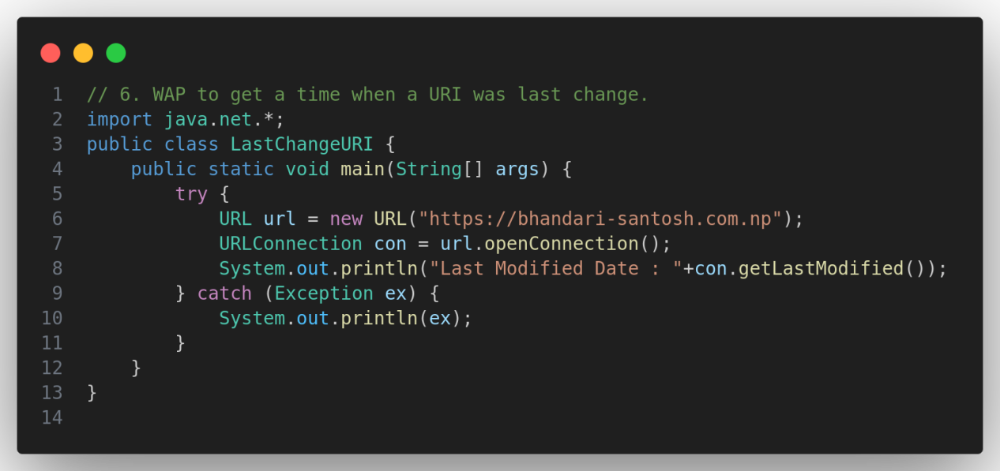 1 // 6. WAP to get a time when a URI was last change.
2 import java.net.*;
3 public class LastChangeURI {
4     public static void main(String[] args) {
5         try {
6             URL url = new URL("https://bhandari-santosh.com.np");
7             URLConnection con = url.openConnection();
8             System.out.println("Last Modified Date : "+con.getLastModified());
9         } catch (Exception ex) {
10             System.out.println(ex);
11         }
12     }
13 }
14